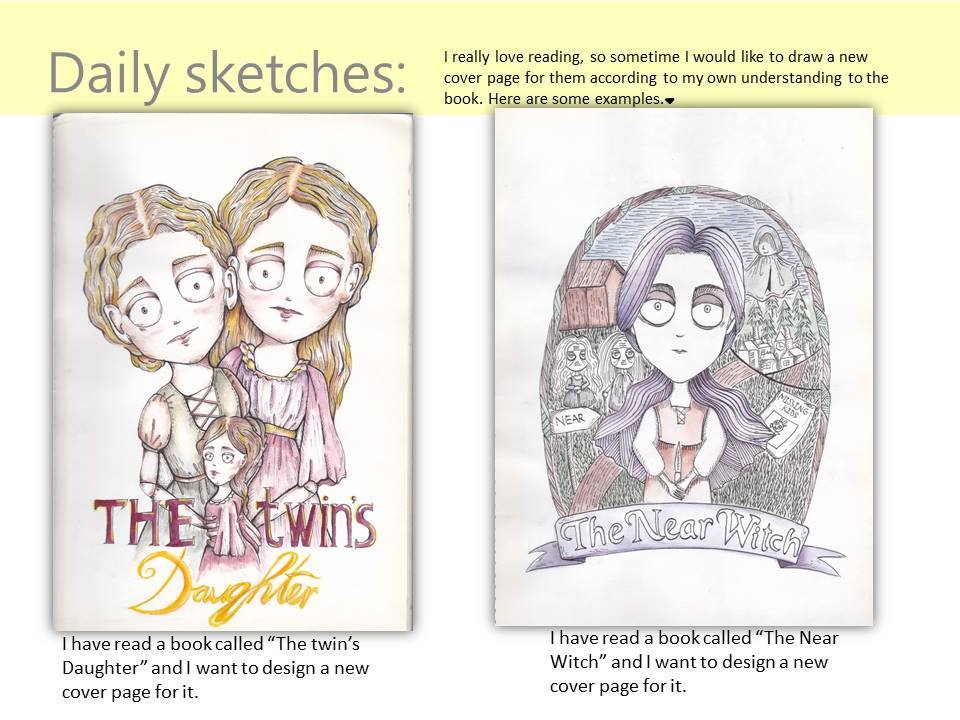 Daily sketches:
I really love reading, so sometime I would like to draw a new
cover page for them according to my own understanding to the
book. Here are some examples.
THE twin's
Daughter
NEAR
MISSING
KIDS
The Near Witch
I have read a book called “The twin’s
Daughter” and I want to design a new
cover page for it.
I have read a book called “The Near
Witch” and I want to design a new
cover page for it.